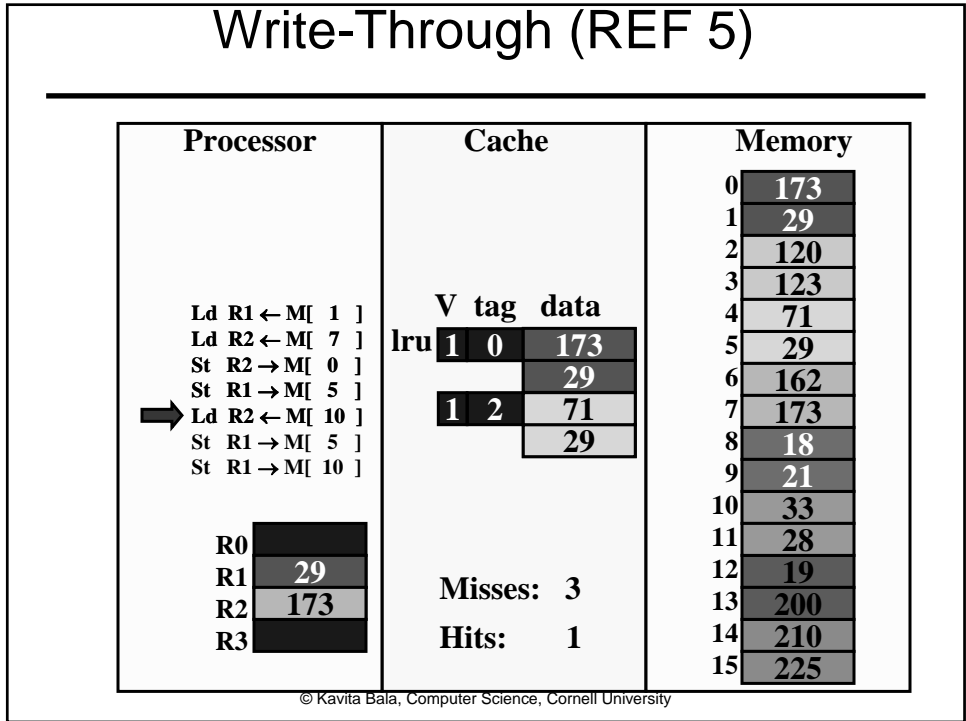 Write-Through (REF 5)
Processor
Ld R1 ← M[ 1 ]
Ld R2 ← M[ 7 ]
St R2 → M[ 0 ]
St R1 → M[ 5 ]
Ld R2 ← M[ 10 ]
St R1 → M[ 5 ]
St R1 → M[ 10 ]
R0
R1 29
R2 173
R3
Cache
V tag data
lru 1 0 173
29
1 2 71
29
Misses: 3
Hits: 1
Memory
0 173
1 29
2 120
3 123
4 71
5 29
6 162
7 173
8 18
9 21
10 33
11 28
12 19
13 200
14 210
15 225
© Kavita Bala, Computer Science, Cornell University